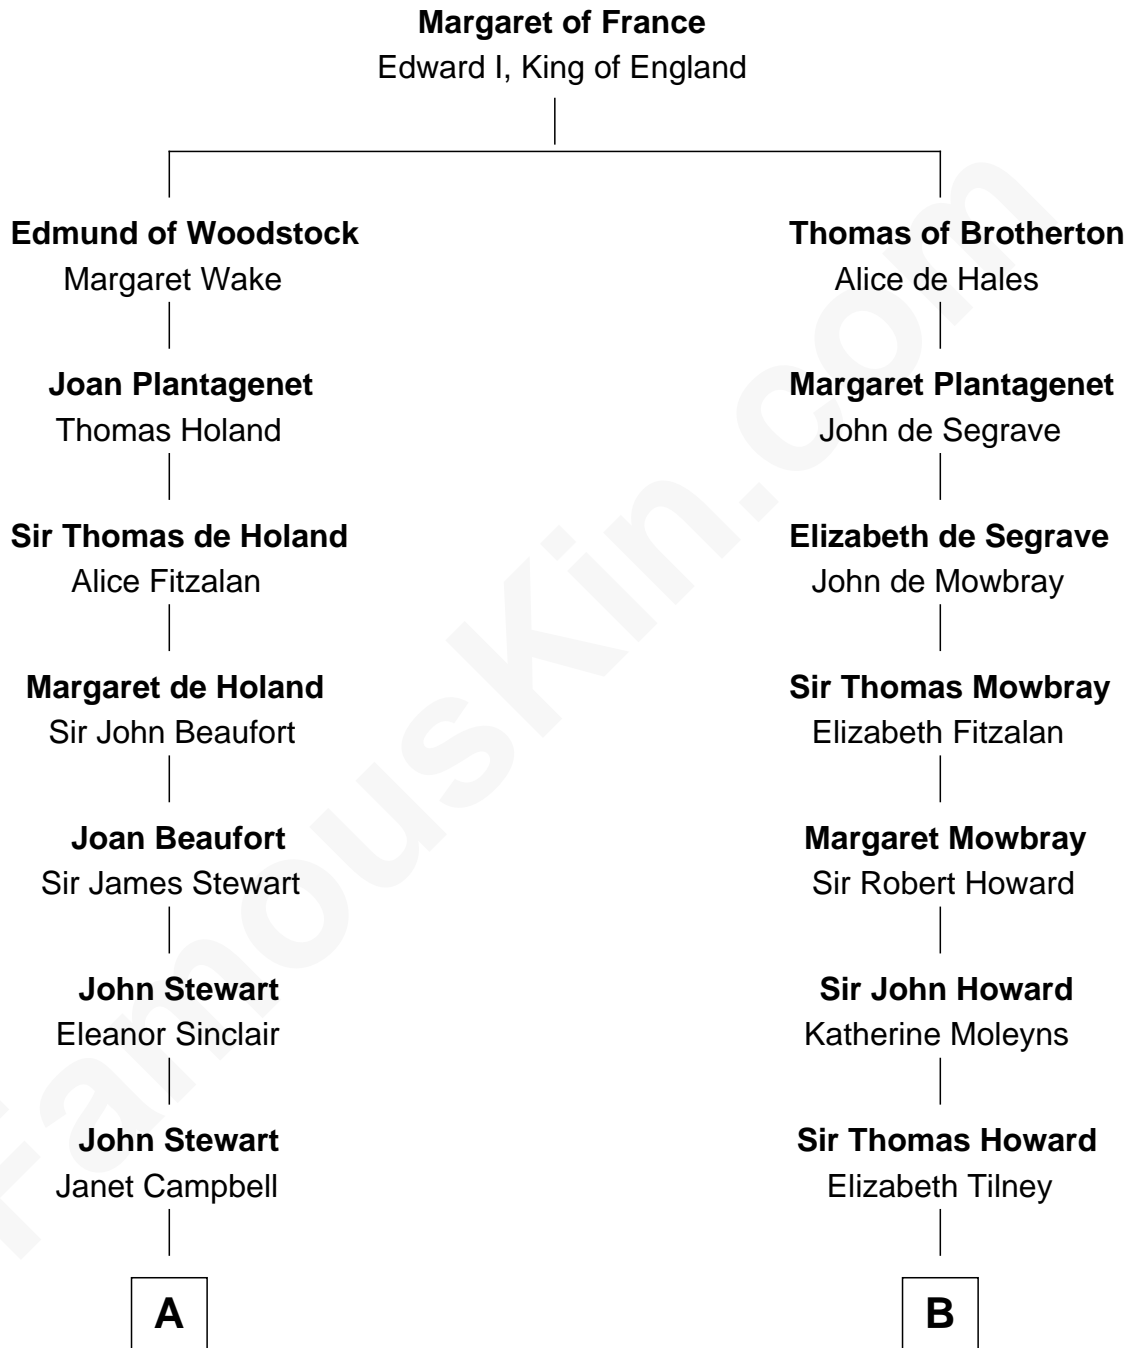 Margaret of France
Edward I, King of England
Edmund of Woodstock
Margaret Wake
Thomas of Brotherton
Alice de Hales
Joan Plantagenet
Thomas Holand
Margaret Plantagenet
John de Segrave
Sir Thomas de Holand
Alice Fitzalan
Elizabeth de Segrave
John de Mowbray
Margaret de Holand
Sir John Beaufort
Sir Thomas Mowbray
Elizabeth Fitzalan
Joan Beaufort
Sir James Stewart
Margaret Mowbray
Sir Robert Howard
John Stewart
Eleanor Sinclair
Sir John Howard
Katherine Moleyns
John Stewart
Janet Campbell
Sir Thomas Howard
Elizabeth Tilney
A
B
FamousKin.com